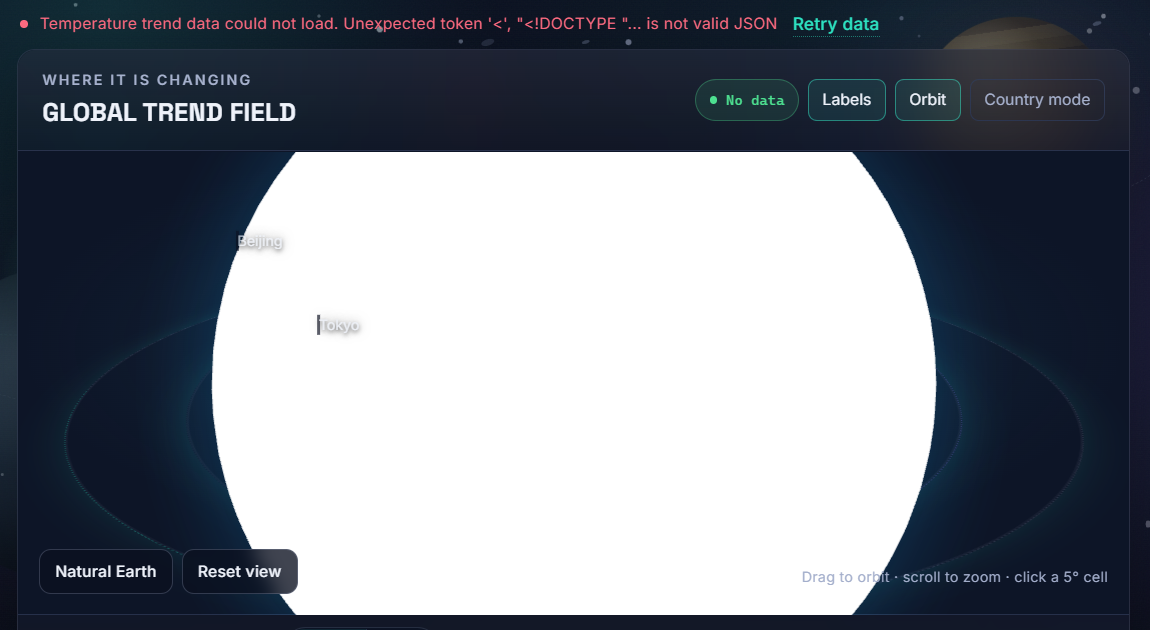 Temperature trend data could not load. Unexpected token '<', "<!DOCTYPE "... is not valid JSON Retry data
WHERE IT IS CHANGING
GLOBAL TREND FIELD
No data
Labels
Orbit
Country mode
Beijing
Tokyo
Natural Earth
Reset view
Drag to orbit · scroll to zoom · click a 5° cell